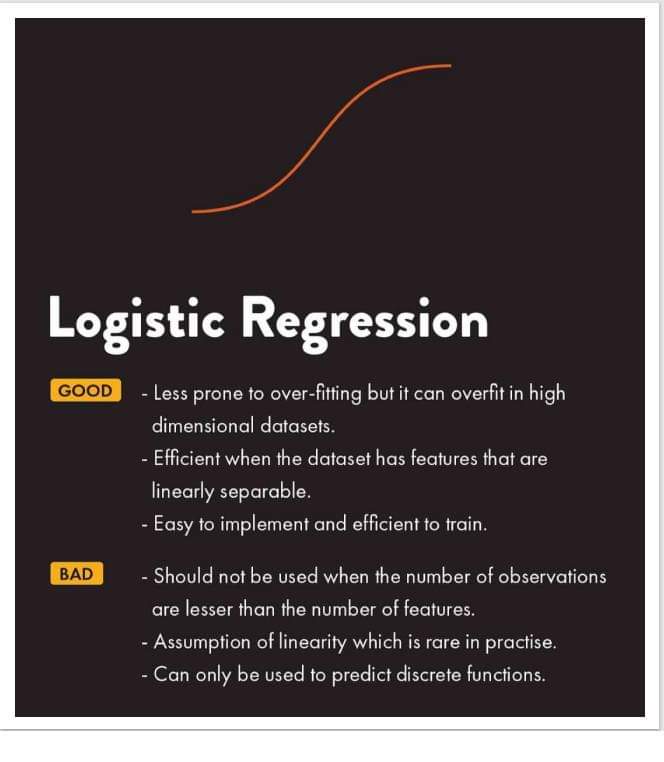 Logistic Regression
GOOD
- Less prone to over-fitting but it can overfit in high
dimensional datasets.
- Efficient when the dataset has features that are
linearly separable.
- Easy to implement and efficient to train.
BAD
- Should not be used when the number of observations
are lesser than the number of features.
- Assumption of linearity which is rare in practise.
- Can only be used to predict discrete functions.